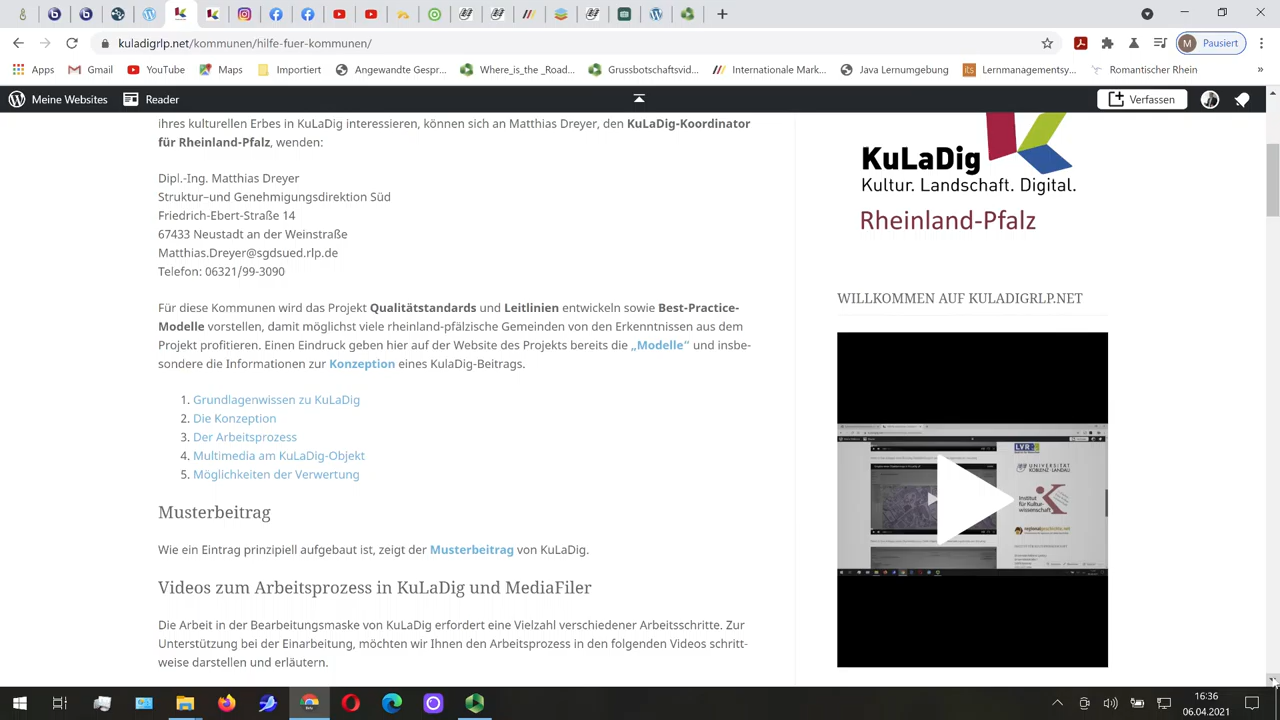 kuladigrlp.net/kommunen/hilfe-fuer-kommunen/
M Pausiert
Apps Gmail YouTube Maps Importiert Angewandte Gespr... Where_is_the_Road... Grussbotschaftsvid... Internationale Mark... Java Lernumgebung Lernmanagementsy... Romantischer Rhein »
Meine Websites Reader Verfassen
ihres kulturellen Erbes in KuLaDig interessieren, können sich an Matthias Dreyer, den KuLaDig-Koordinator
für Rheinland-Pfalz, wenden:
Dipl.-Ing. Matthias Dreyer
Struktur–und Genehmigungsdirektion Süd
Friedrich-Ebert-Straße 14
67433 Neustadt an der Weinstraße
Matthias.Dreyer@sgdsued.rlp.de
Telefon: 06321/99-3090
Für diese Kommunen wird das Projekt Qualitätstandards und Leitlinien entwickeln sowie Best-Practice-
Modelle vorstellen, damit möglichst viele rheinland-pfälzische Gemeinden von den Erkenntnissen aus dem
Projekt profitieren. Einen Eindruck geben hier auf der Website des Projekts bereits die „Modelle“ und insbe-
sondere die Informationen zur Konzeption eines KulaDig-Beitrags.
1. Grundlagenwissen zu KuLaDig
2. Die Konzeption
3. Der Arbeitsprozess
4. Multimedia am KuLaDig-Objekt
5. Möglichkeiten der Verwertung
Musterbeitrag
Wie ein Eintrag prinzipiell aufgebaut ist, zeigt der Musterbeitrag von KuLaDig.
Videos zum Arbeitsprozess in KuLaDig und MediaFiler
Die Arbeit in der Bearbeitungsmaske von KuLaDig erfordert eine Vielzahl verschiedener Arbeitsschritte. Zur
Unterstützung bei der Einarbeitung, möchten wir Ihnen den Arbeitsprozess in den folgenden Videos schritt-
weise darstellen und erläutern.
KuLaDig
Kultur. Landschaft. Digital.
Rheinland-Pfalz
WILLKOMMEN AUF KULADIGRLP.NET
LVR
UNIVERSITÄT
KOBLENZ·LANDAU
Institut
für Kultur-
wissenschaft
regionalgeschichte.net
16:36
06.04.2021